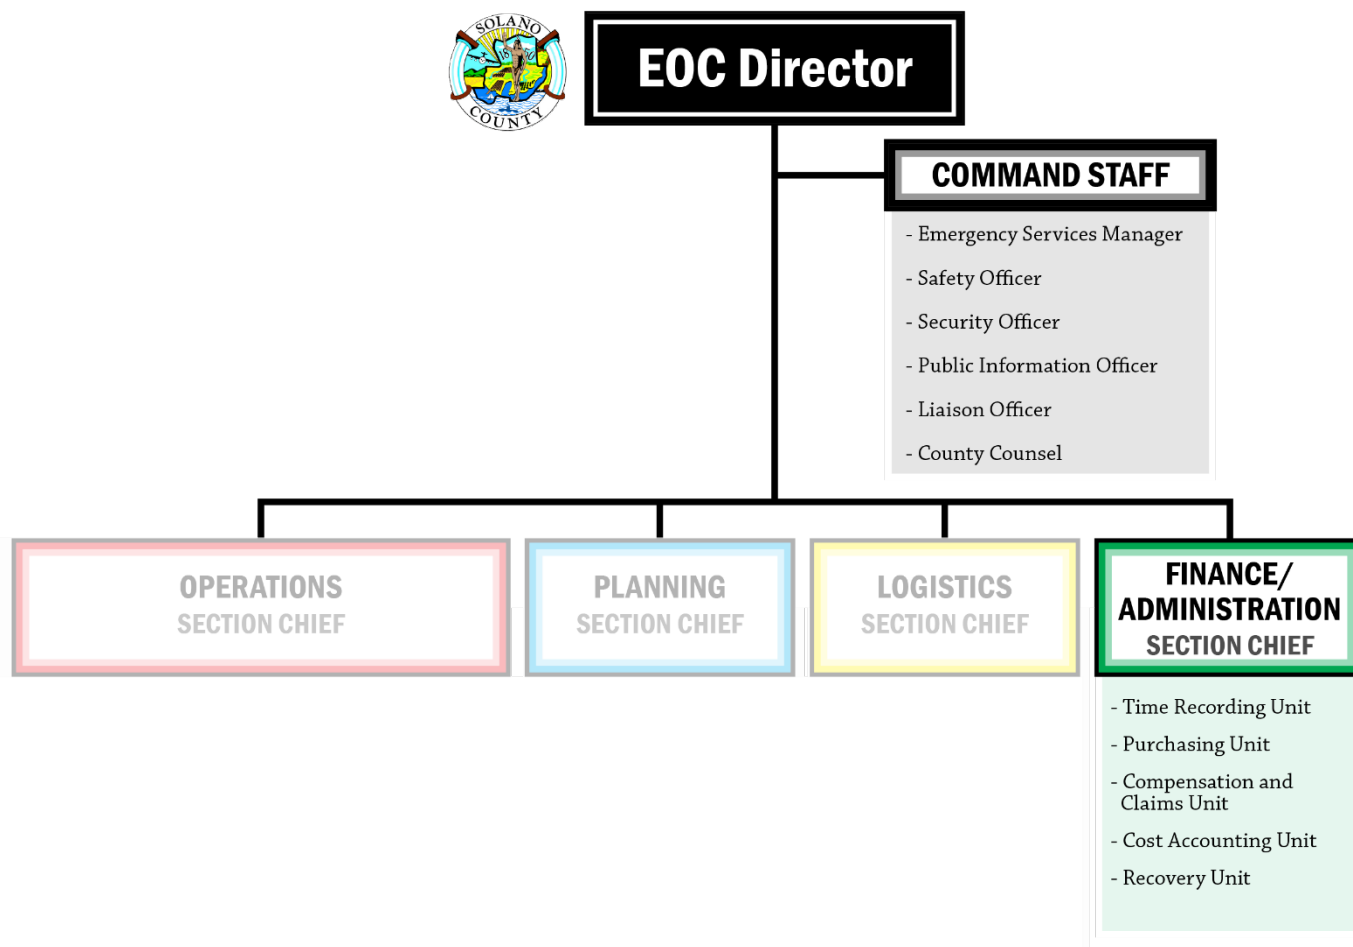 SOLANO
1850
COUNTY
EOC Director
COMMAND STAFF
- Emergency Services Manager
- Safety Officer
- Security Officer
- Public Information Officer
- Liaison Officer
- County Counsel
OPERATIONS
SECTION CHIEF
PLANNING
SECTION CHIEF
LOGISTICS
SECTION CHIEF
FINANCE/
ADMINISTRATION
SECTION CHIEF
- Time Recording Unit
- Purchasing Unit
- Compensation and
Claims Unit
- Cost Accounting Unit
- Recovery Unit